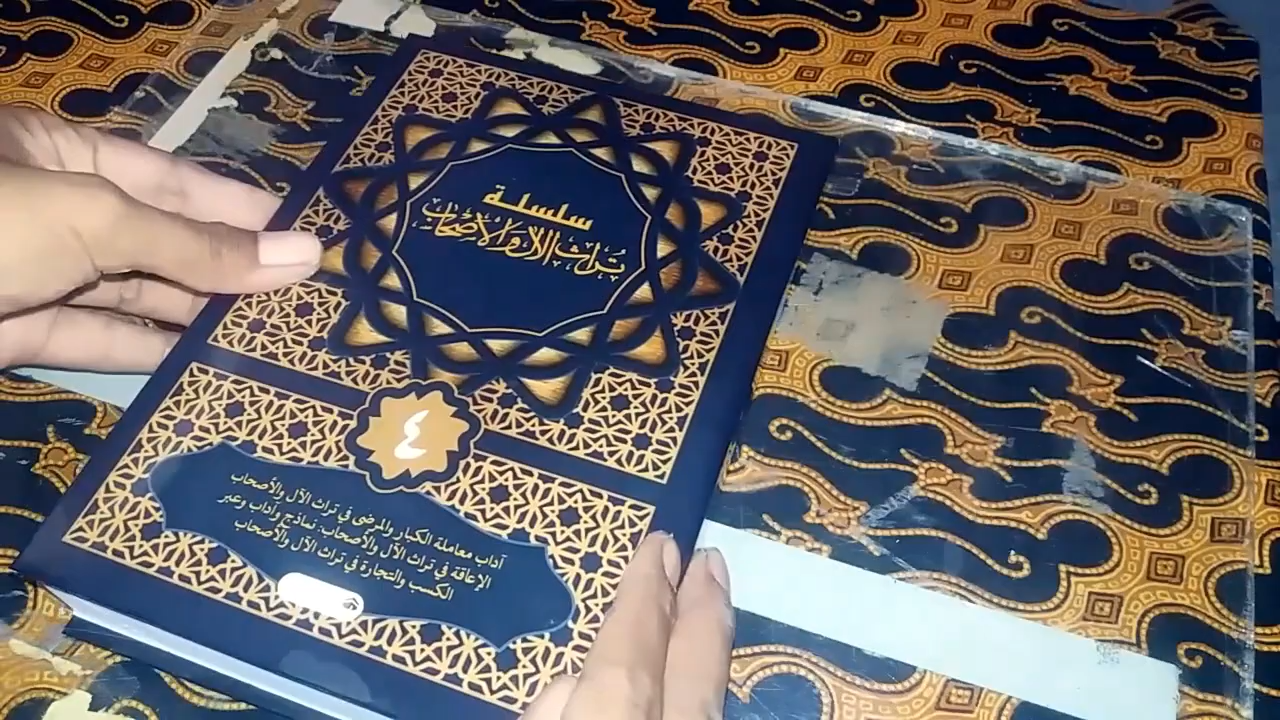 سلسلة
تُراث الآل والأصحاب
٤
آداب معاملة الكبار والمرضى في تراث الآل والأصحاب
الإعاقة في تراث الآل والأصحاب: نماذج وآداب وعبر
الكسب والتجارة في تراث الآل والأصحاب